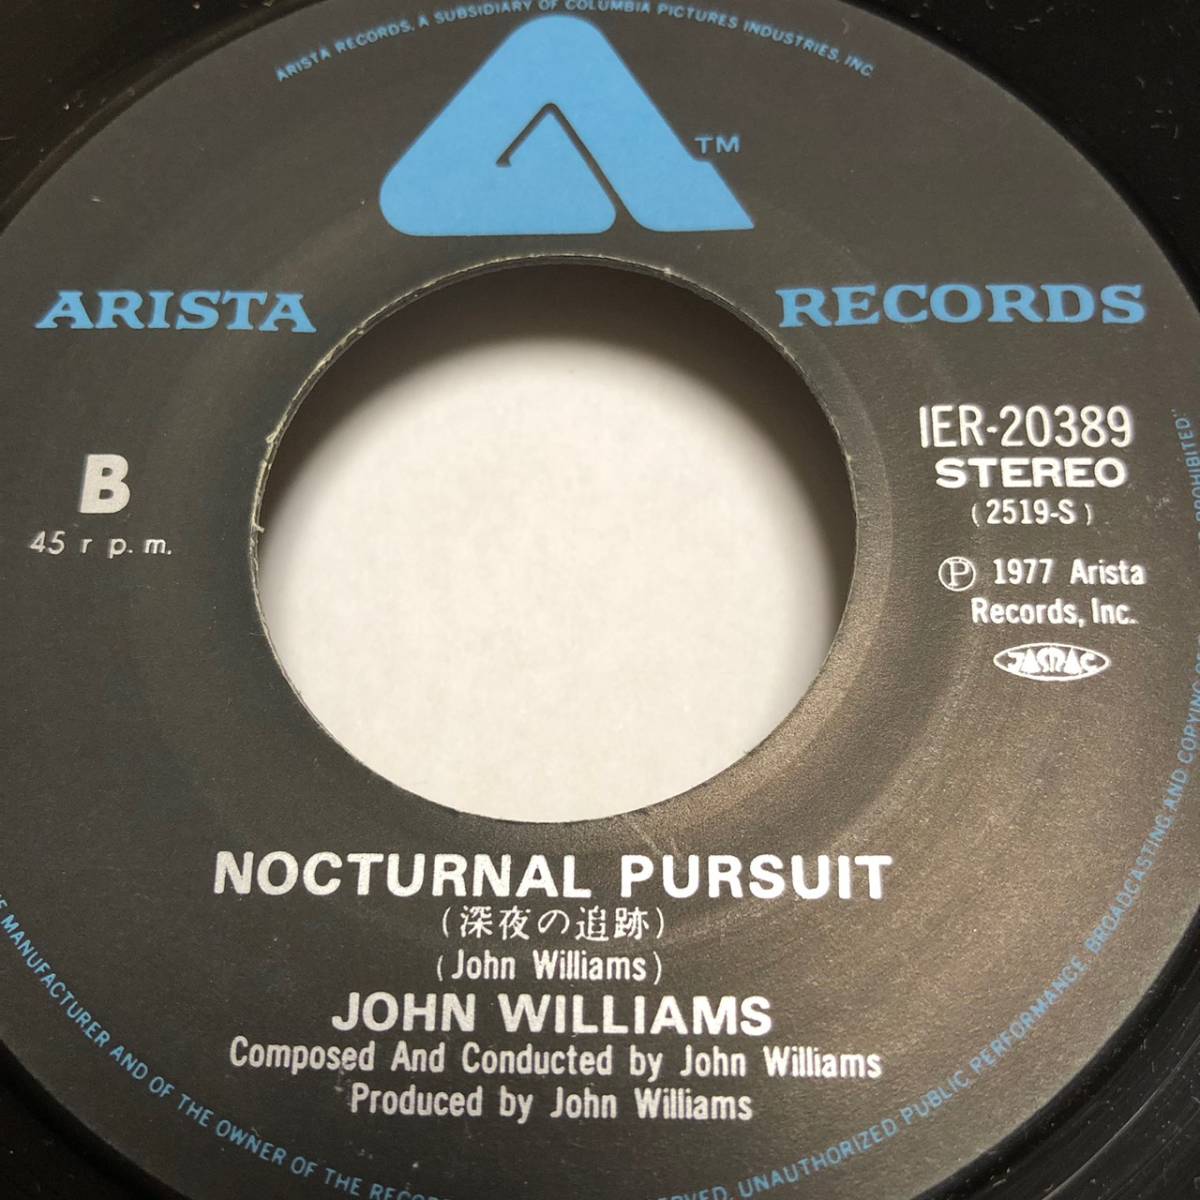 ARISTA RECORDS, A SUBSIDIARY OF COLUMBIA PICTURES INDUSTRIES, INC.
TM
ARISTA RECORDS
B
45 r p. m.
IER-20389
STEREO
(2519-S)
Ⓟ 1977 Arista
Records, Inc.
JASRAC
NOCTURNAL PURSUIT
(深夜の追跡)
(John Williams)
JOHN WILLIAMS
Composed And Conducted by John Williams
Produced by John Williams
MANUFACTURER AND OF THE OWNER OF THE
UNAUTHORIZED PUBLIC PERFORMANCE BROADCASTING AND COPYING
PROHIBITED."